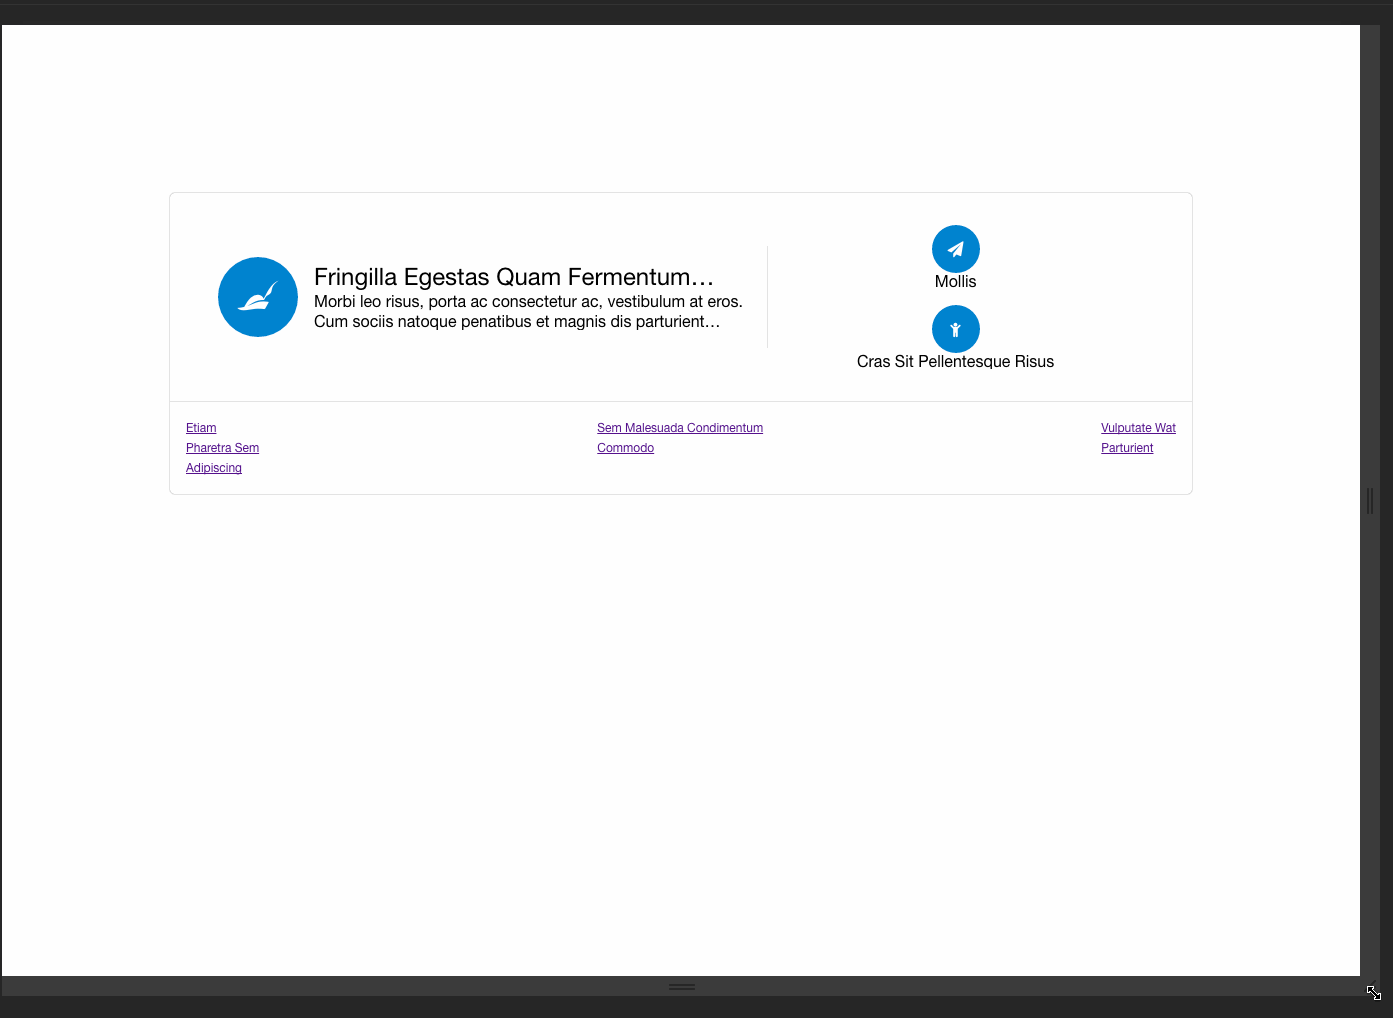 Fringilla Egestas Quam Fermentum…
Morbi leo risus, porta ac consectetur ac, vestibulum at eros.
Cum sociis natoque penatibus et magnis dis parturient…
Mollis
Cras Sit Pellentesque Risus
Etiam
Pharetra Sem
Adipiscing
Sem Malesuada Condimentum
Commodo
Vulputate Wat
Parturient